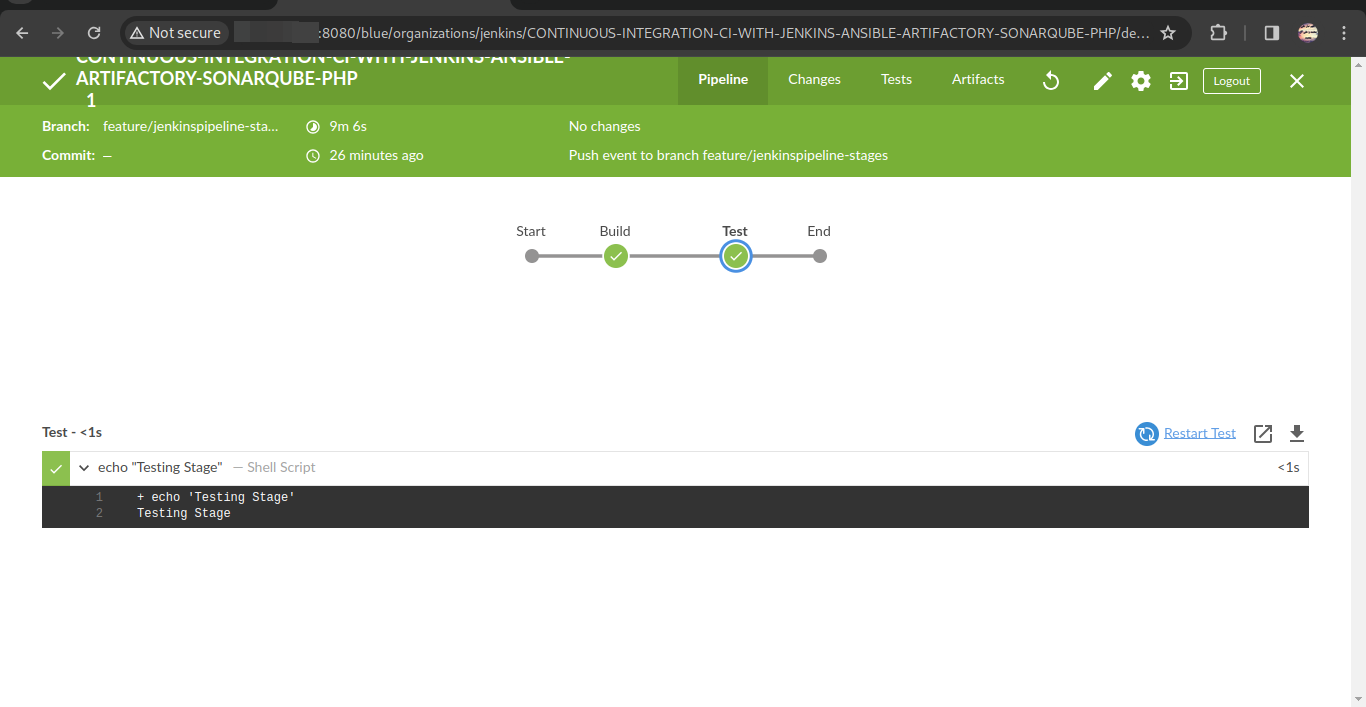 Not secure :8080/blue/organizations/jenkins/CONTINUOUS-INTEGRATION-CI-WITH-JENKINS-ANSIBLE-ARTIFACTORY-SONARQUBE-PHP/de...
CONTINUOUS-INTEGRATION-CI-WITH-JENKINS-ANSIBLE-
ARTIFACTORY-SONARQUBE-PHP
1
Pipeline Changes Tests Artifacts Logout
Branch: feature/jenkinspipeline-sta... 9m 6s No changes
Commit: — 26 minutes ago Push event to branch feature/jenkinspipeline-stages
Start Build Test End
Test - <1s Restart Test
echo "Testing Stage" — Shell Script <1s
1 + echo 'Testing Stage'
2 Testing Stage